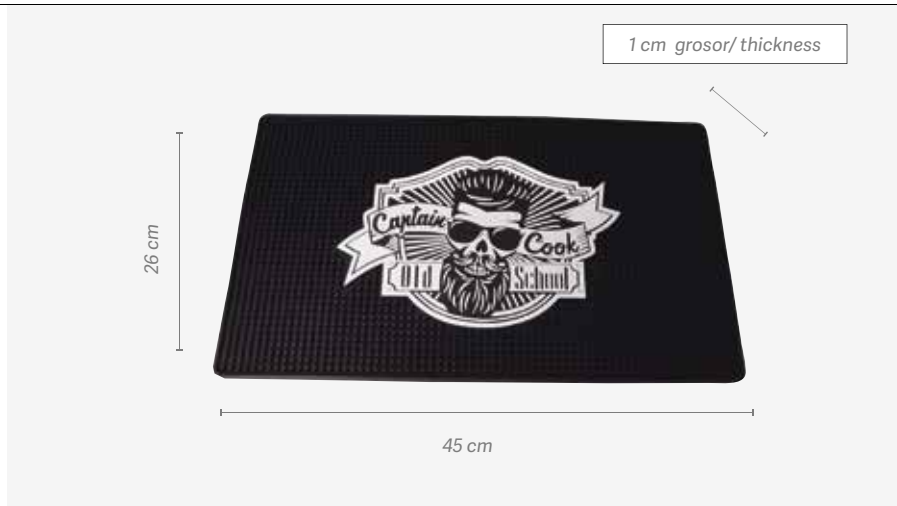 1 cm grosor/ thickness
26 cm
Captain
Cook
Old School
45 cm